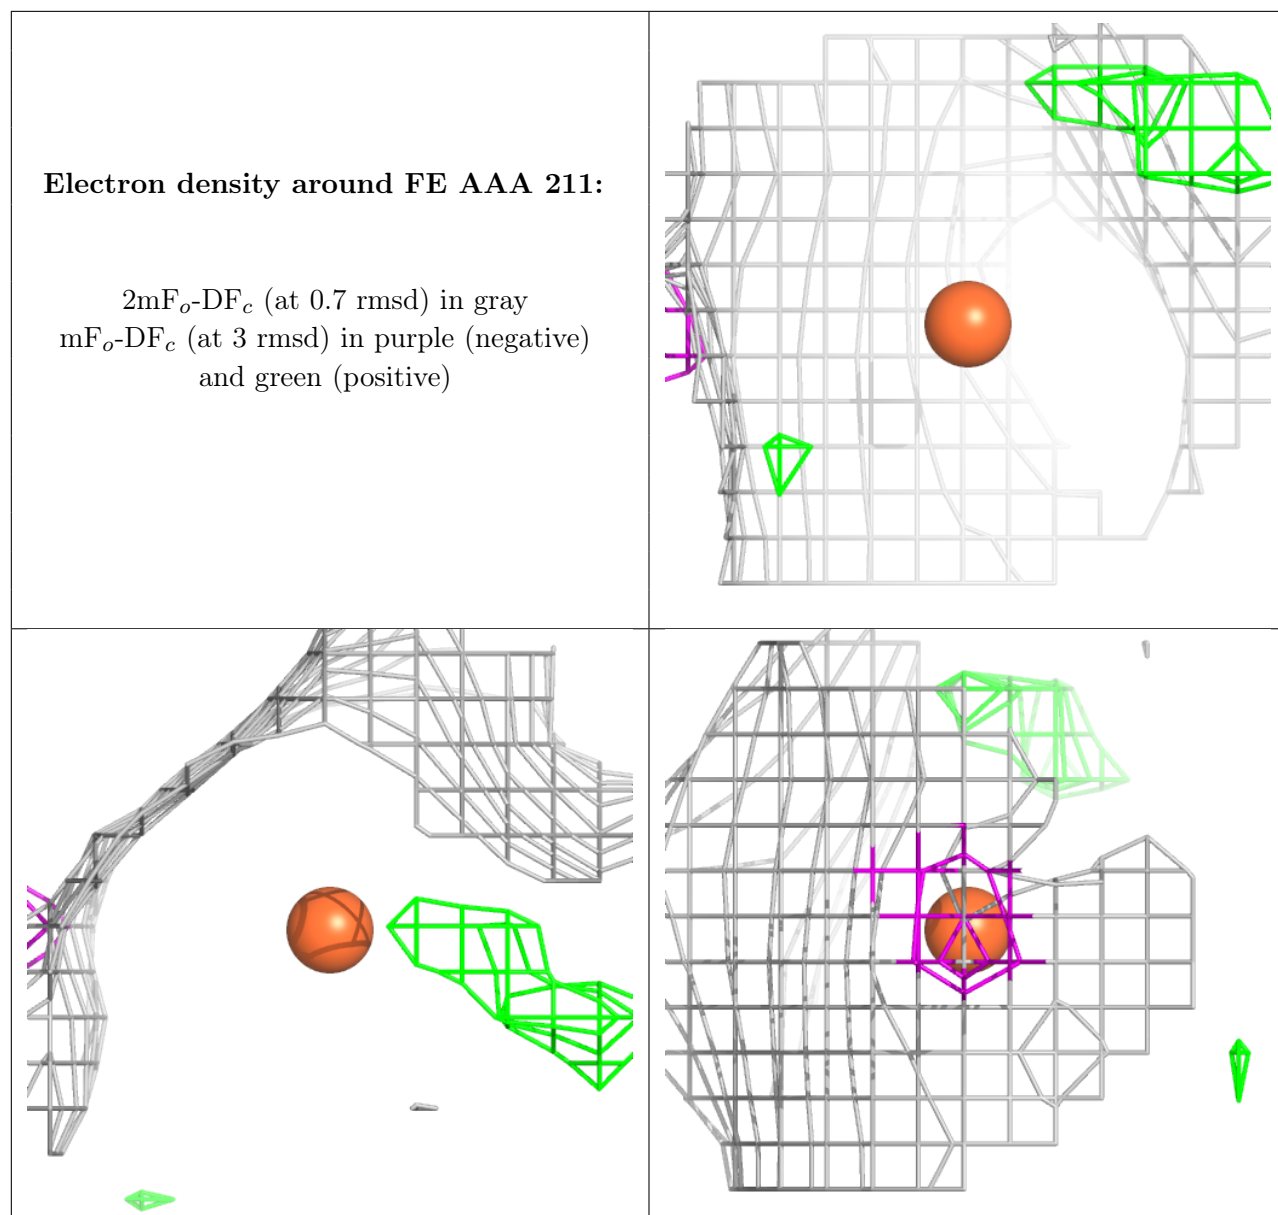 Electron density around FE AAA 211:
2mFₒ-DF𝒸 (at 0.7 rmsd) in gray
mFₒ-DF𝒸 (at 3 rmsd) in purple (negative)
and green (positive)